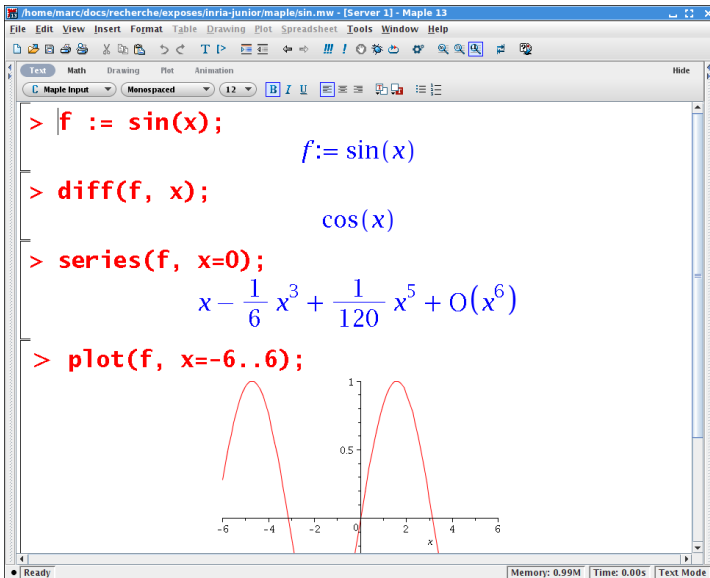 /home/marc/docs/recherche/exposes/inria-junior/maple/sin.mw - [Server 1] - Maple 13
File Edit View Insert Format Table Drawing Plot Spreadsheet Tools Window Help
Text Math Drawing Plot Animation Hide
C Maple Input Monospaced 12 B I U
> f := sin(x);
f := sin(x)
> diff(f, x);
cos(x)
> series(f, x=0);
x - 1/6 x^3 + 1/120 x^5 + O(x^6)
> plot(f, x=-6..6);
1
0.5
-6 -4 -2 0 2 4 6
x
Ready Memory: 0.99M Time: 0.00s Text Mode